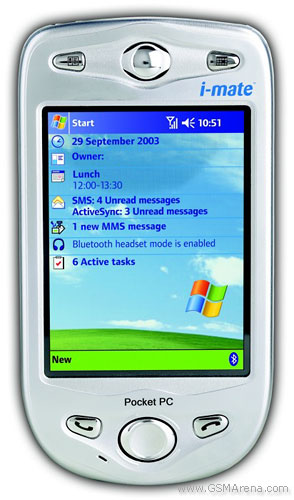 i-mate™
Start 10:51
29 September 2003
Owner:
Lunch
12:00-13:30
SMS: 4 Unread messages
ActiveSync: 3 Unread messages
1 new MMS message
Bluetooth headset mode is enabled
6 Active tasks
New
Pocket PC
www.GSMArena.com